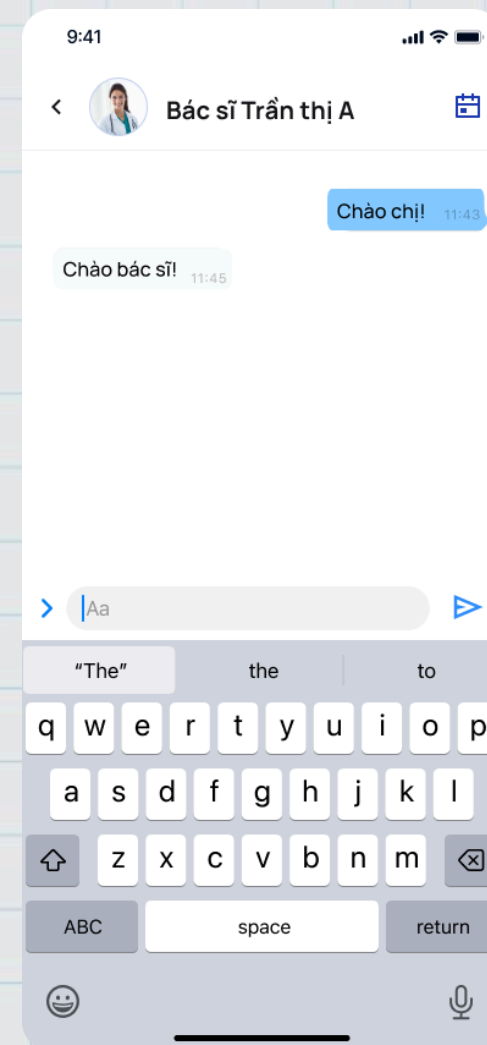 9:41
Bác sĩ Trần thị A
Chào chị! 11:43
Chào bác sĩ! 11:45
Aa
“The” the to
q w e r t y u i o p
a s d f g h j k l
z x c v b n m
ABC space return